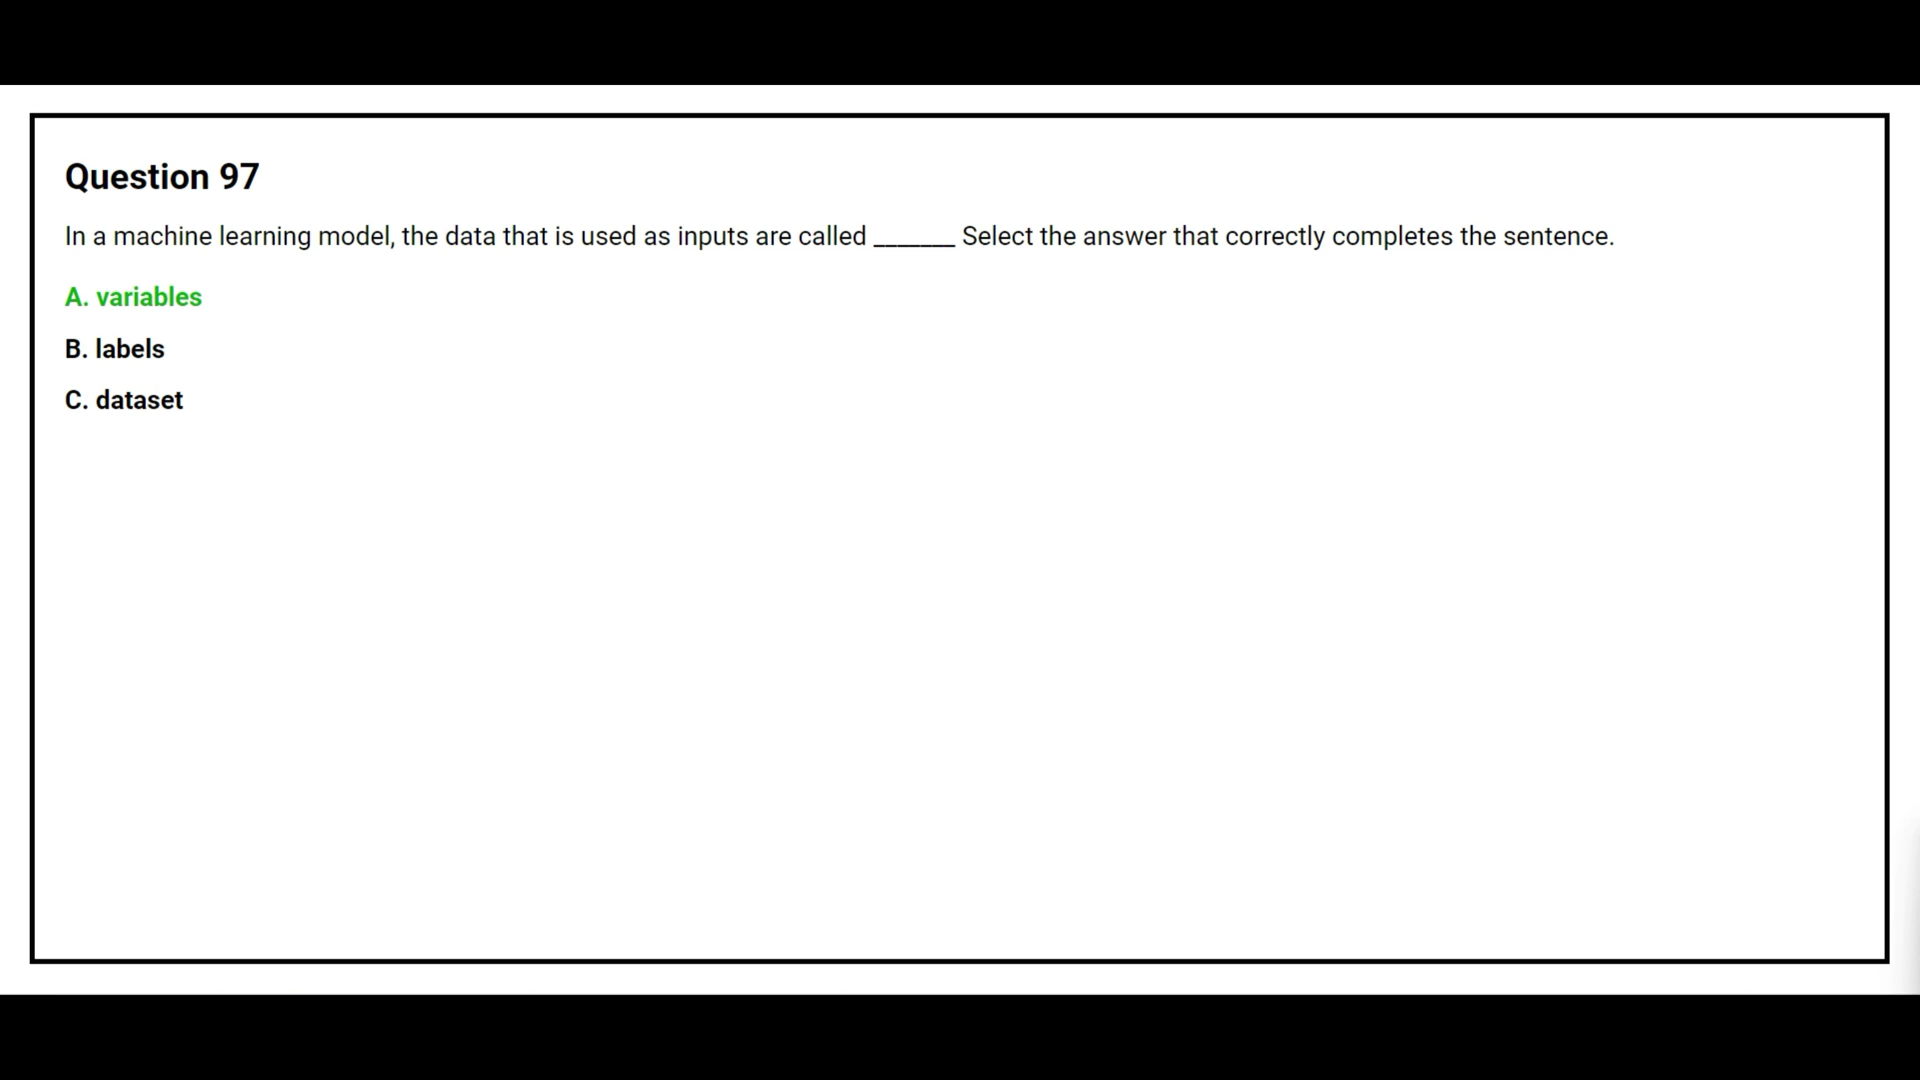 Question 97
In a machine learning model, the data that is used as inputs are called _______ Select the answer that correctly completes the sentence.
A. variables
B. labels
C. dataset